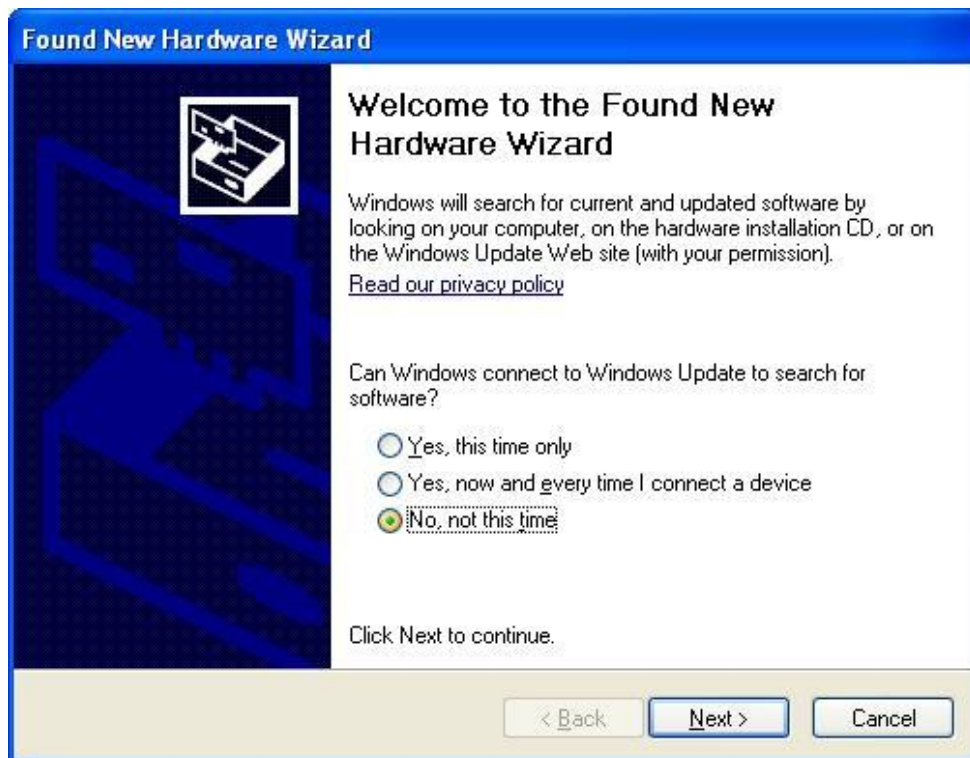 Found New Hardware Wizard
Welcome to the Found New
Hardware Wizard
Windows will search for current and updated software by
looking on your computer, on the hardware installation CD, or on
the Windows Update Web site (with your permission).
Read our privacy policy
Can Windows connect to Windows Update to search for
software?
Yes, this time only
Yes, now and every time I connect a device
No, not this time
Click Next to continue.
< Back Next > Cancel